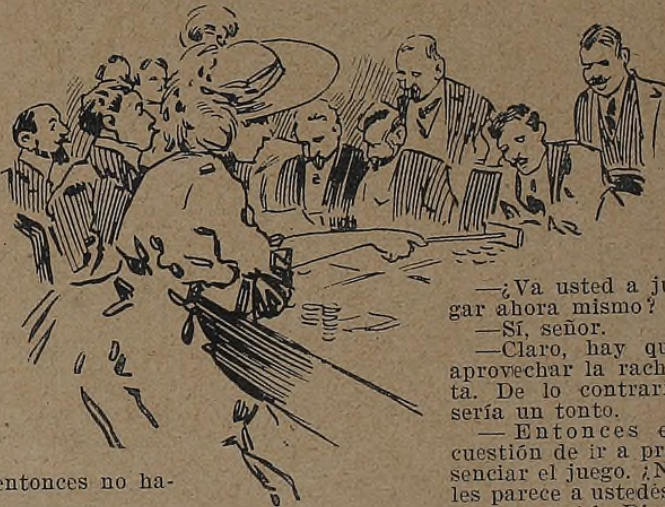 entonces no ha-
—¿Va usted a ju
gar ahora mismo?
—Sí, señor.
—Claro, hay qu
aprovechar la rach
ta. De lo contrar
sería un tonto.
— Entonces e
cuestión de ir a pr
senciar el juego. ¿N
les parece a ustedes